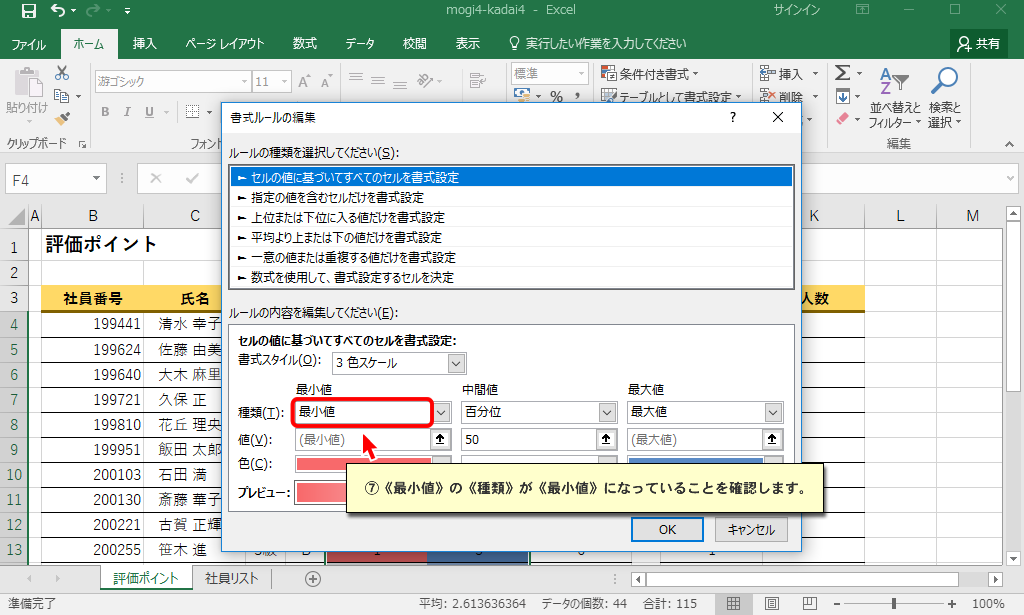 mogi4-kadai4 - Excel
サインイン
ファイル ホーム 挿入 ページ レイアウト 数式 データ 校閲 表示 実行したい作業を入力してください 共有
游ゴシック 11 A A 標準 条件付き書式 挿入 Σ
貼り付け B I U % , テーブルとして書式設定 削除 並べ替えと フィルター 検索と 選択
クリップボード フォント 編集
F4
書式ルールの編集 ?
ルールの種類を選択してください(S):
► セルの値に基づいてすべてのセルを書式設定
► 指定の値を含むセルだけを書式設定
► 上位または下位に入る値だけを書式設定
► 平均より上または下の値だけを書式設定
► 一意の値または重複する値だけを書式設定
► 数式を使用して、書式設定するセルを決定
ルールの内容を編集してください(E):
セルの値に基づいてすべてのセルを書式設定:
書式スタイル(O): 3 色スケール
最小値 中間値 最大値
種類(T): 最小値 百分位 最大値
値(V): (最小値) 50 (最大値)
色(C):
プレビュー:
⑦《最小値》の《種類》が《最小値》になっていることを確認します。
OK キャンセル
A B C K L M
1 評価ポイント
2
3 社員番号 氏名 人数
4 199441 清水 幸子
5 199624 佐藤 由美
6 199640 大木 麻里
7 199721 久保 正
8 199810 花丘 理央
9 199951 飯田 太郎
10 200103 石田 満
11 200130 斎藤 華子
12 200221 古賀 正輝
13 200255 笹木 進
評価ポイント 社員リスト
準備完了 平均: 2.613636364 データの個数: 44 合計: 115 100%